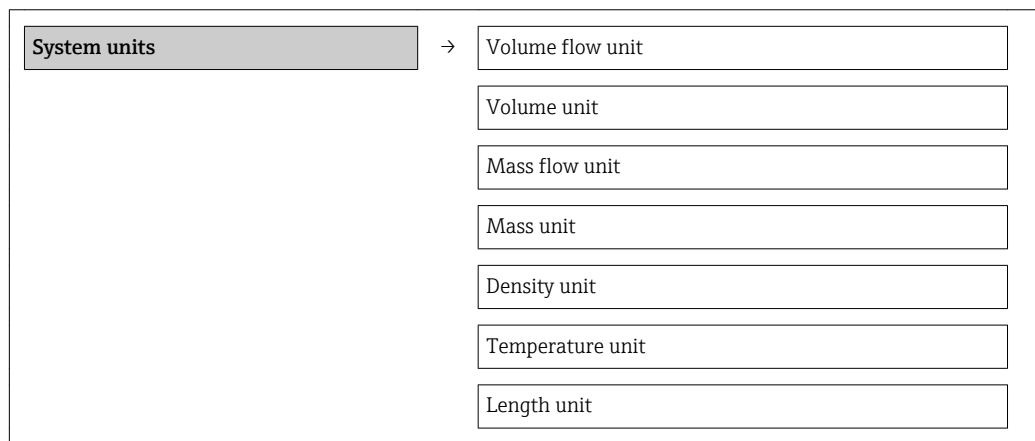 System units → Volume flow unit
Volume unit
Mass flow unit
Mass unit
Density unit
Temperature unit
Length unit